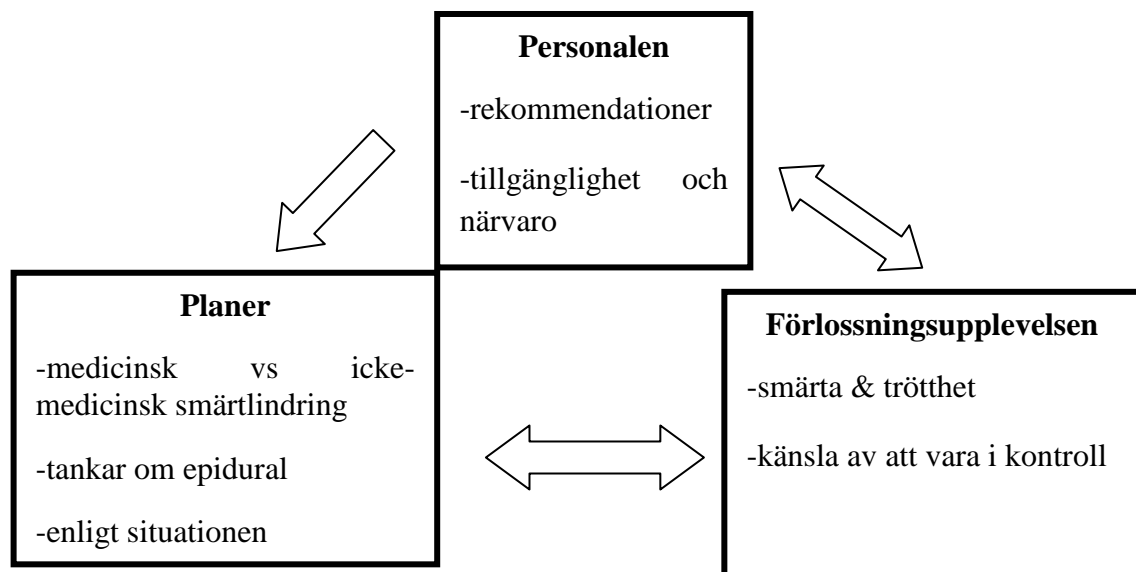 Personalen
-rekommendationer
-tillgänglighet och
närvaro
Planer
-medicinsk vs icke-
medicinsk smärtlindring
-tankar om epidural
-enligt situationen
Förlossningsupplevelsen
-smärta & trötthet
-känsla av att vara i kontroll